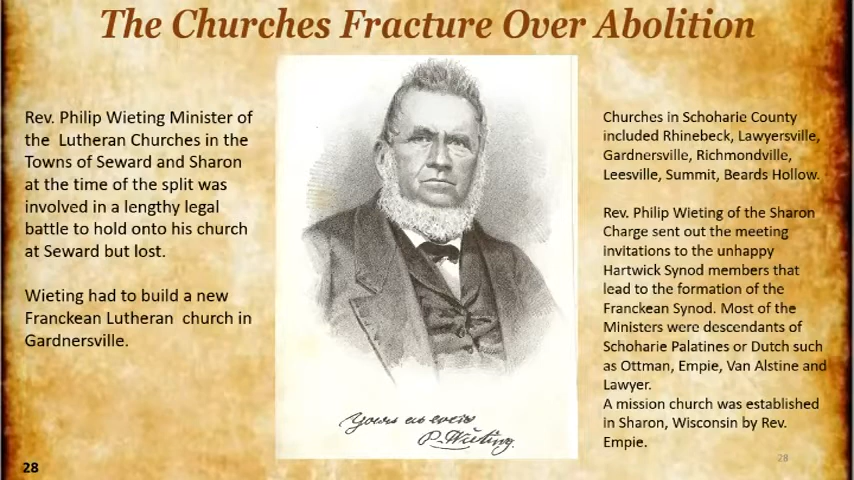 The Churches Fracture Over Abolition
Rev. Philip Wieting Minister of
the Lutheran Churches in the
Towns of Seward and Sharon
at the time of the split was
involved in a lengthy legal
battle to hold onto his church
at Seward but lost.
Wieting had to build a new
Franckean Lutheran church in
Gardnersville.
Yours as ever
P. Wieting.
Churches in Schoharie County
included Rhinebeck, Lawyersville,
Gardnersville, Richmondville,
Leesville, Summit, Beards Hollow.
Rev. Philip Wieting of the Sharon
Charge sent out the meeting
invitations to the unhappy
Hartwick Synod members that
lead to the formation of the
Franckean Synod. Most of the
Ministers were descendants of
Schoharie Palatines or Dutch such
as Ottman, Empie, Van Alstine and
Lawyer.
A mission church was established
in Sharon, Wisconsin by Rev.
Empie.
28
28